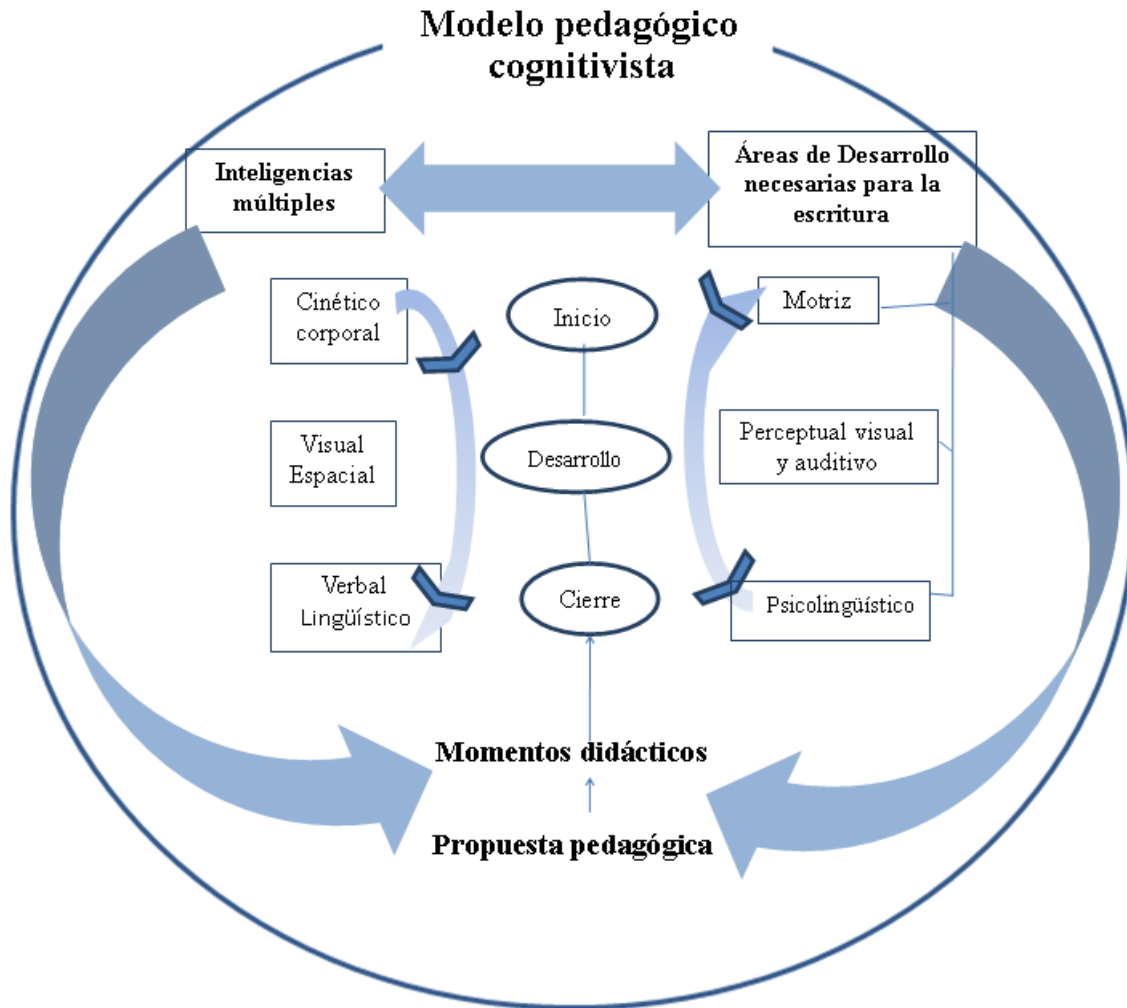 Modelo pedagógico
cognitivista
Inteligencias
múltiples
Áreas de Desarrollo
necesarias para la
escritura
Cinético
corporal
Inicio
Motriz
Visual
Espacial
Desarrollo
Perceptual visual
y auditivo
Verbal
Lingüístico
Cierre
Psicolingüístico
Momentos didácticos
Propuesta pedagógica